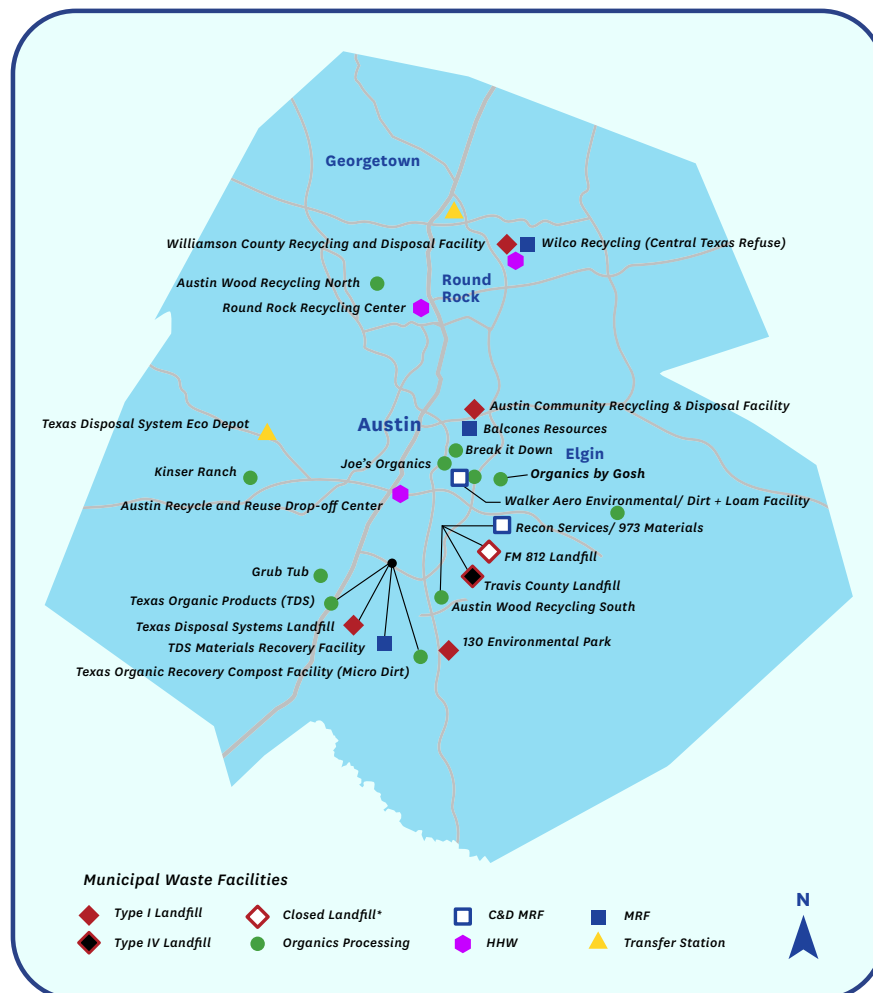 Georgetown
Williamson County Recycling and Disposal Facility
Wilco Recycling (Central Texas Refuse)
Austin Wood Recycling North
Round
Rock
Round Rock Recycling Center
Austin Community Recycling & Disposal Facility
Texas Disposal System Eco Depot
Austin
Balcones Resources
Break it Down
Elgin
Joe's Organics
Kinser Ranch
Organics by Gosh
Austin Recycle and Reuse Drop-off Center
Walker Aero Environmental/ Dirt + Loam Facility
Recon Services/ 973 Materials
FM 812 Landfill
Grub Tub
Travis County Landfill
Texas Organic Products (TDS)
Austin Wood Recycling South
Texas Disposal Systems Landfill
130 Environmental Park
TDS Materials Recovery Facility
Texas Organic Recovery Compost Facility (Micro Dirt)
Municipal Waste Facilities
Type I Landfill
Closed Landfill*
C&D MRF
MRF
Type IV Landfill
Organics Processing
HHW
Transfer Station
N